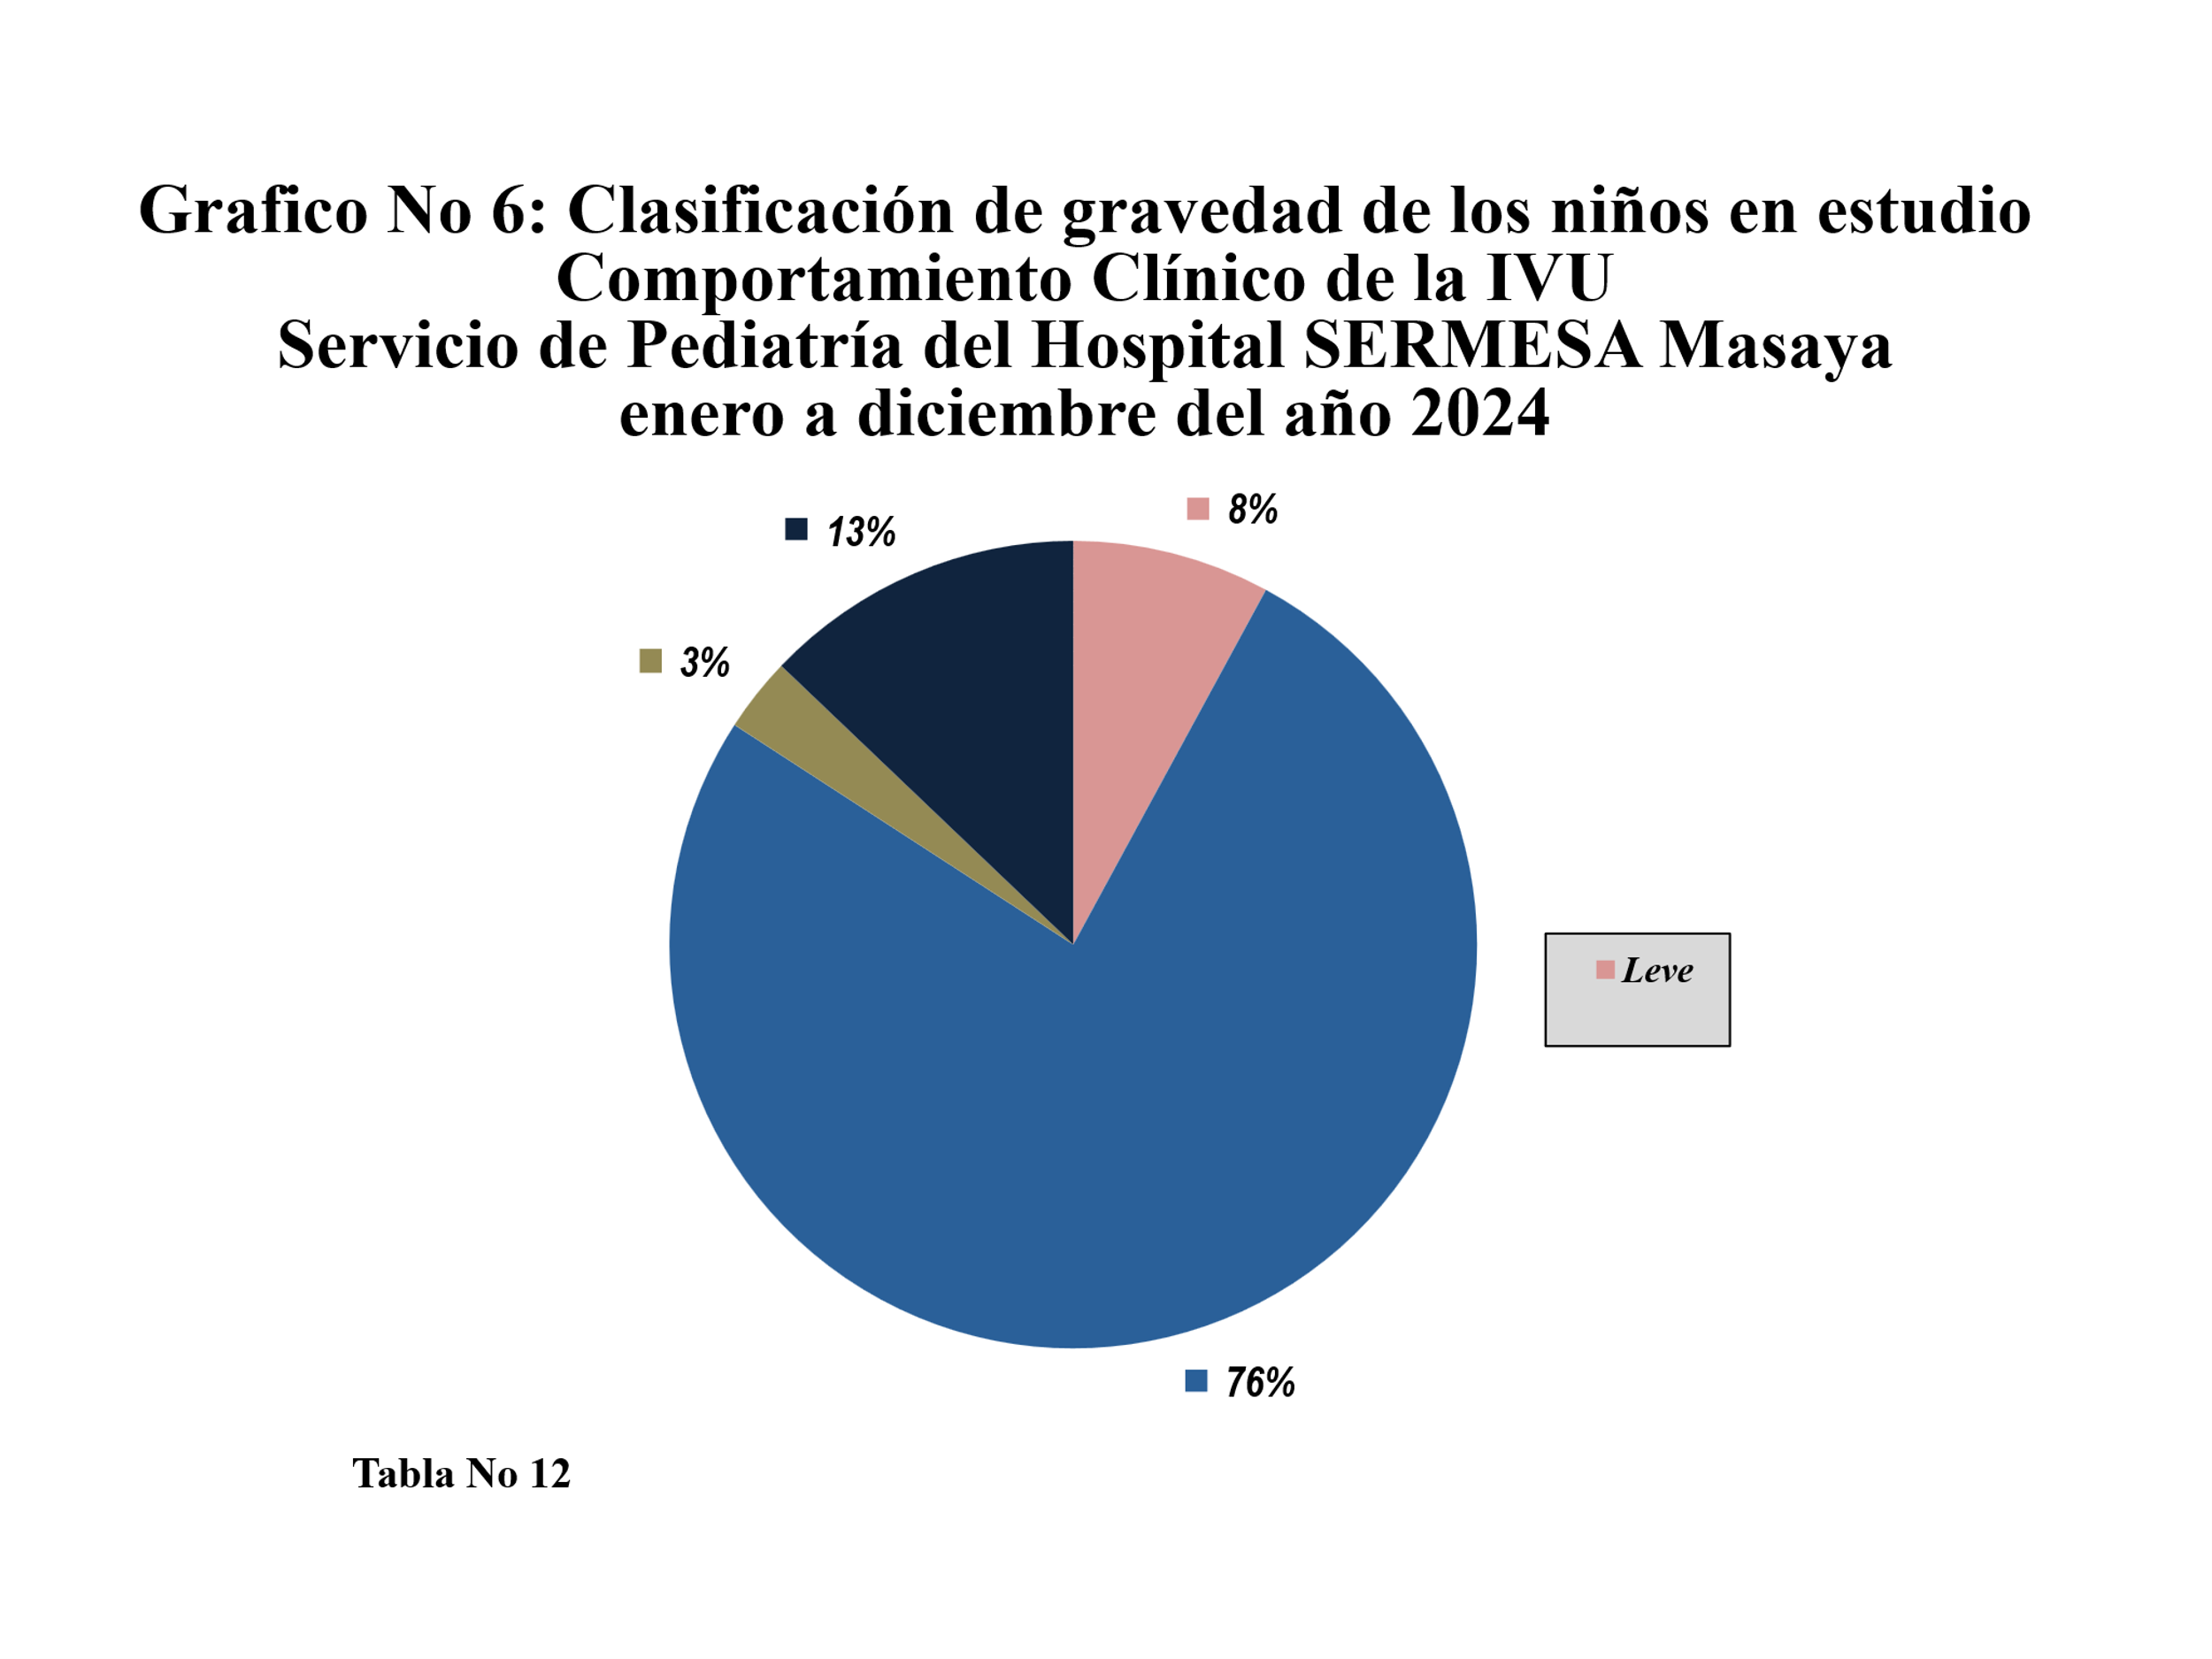 Grafico No 6: Clasificación de gravedad de los niños en estudio
Comportamiento Clínico de la IVU
Servicio de Pediatría del Hospital SERMESA Masaya
enero a diciembre del año 2024
8%
13%
3%
Leve
76%
Tabla No 12